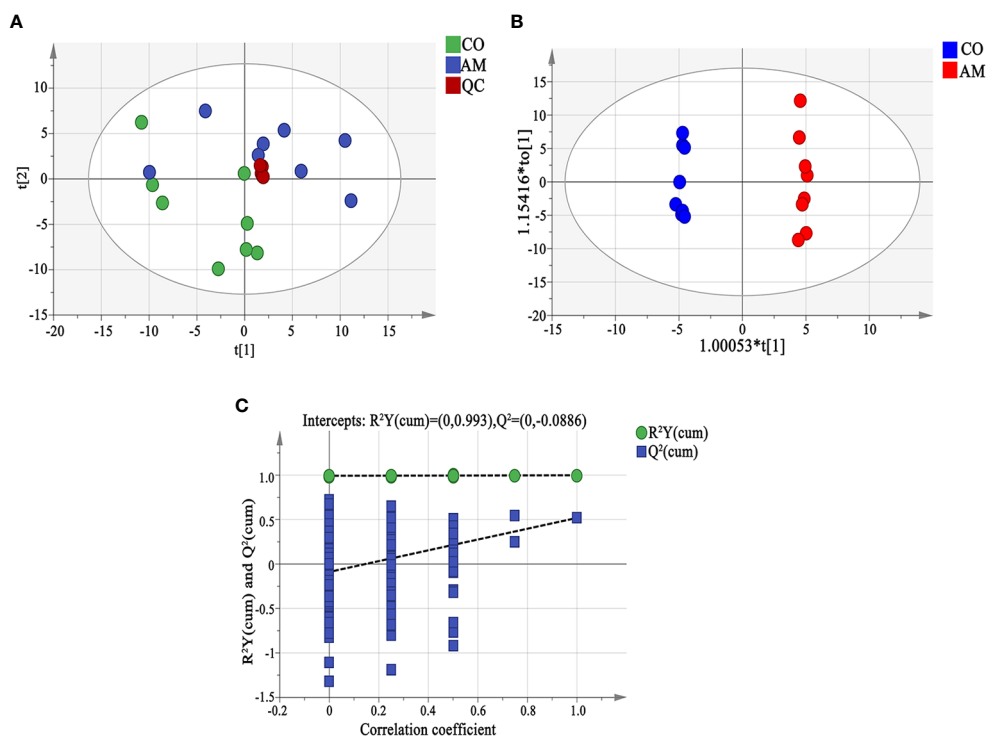 A
CO
AM
QC
10
5
0
-5
-10
-15
t[2]
-20 -15 -10 -5 0 5 10 15
t[1]
B
CO
AM
15
10
5
0
-5
-10
-15
-20
1.15416*to[1]
-15 -10 -5 0 5 10
1.00053*t[1]
C
Intercepts: R²Y(cum)=(0,0.993),Q²=(0,-0.0886)
R²Y(cum)
Q²(cum)
1.0
0.5
0
-0.5
-1
-1.5
R²Y(cum) and Q²(cum)
-0.2 0 0.2 0.4 0.6 0.8 1.0
Correlation coefficient